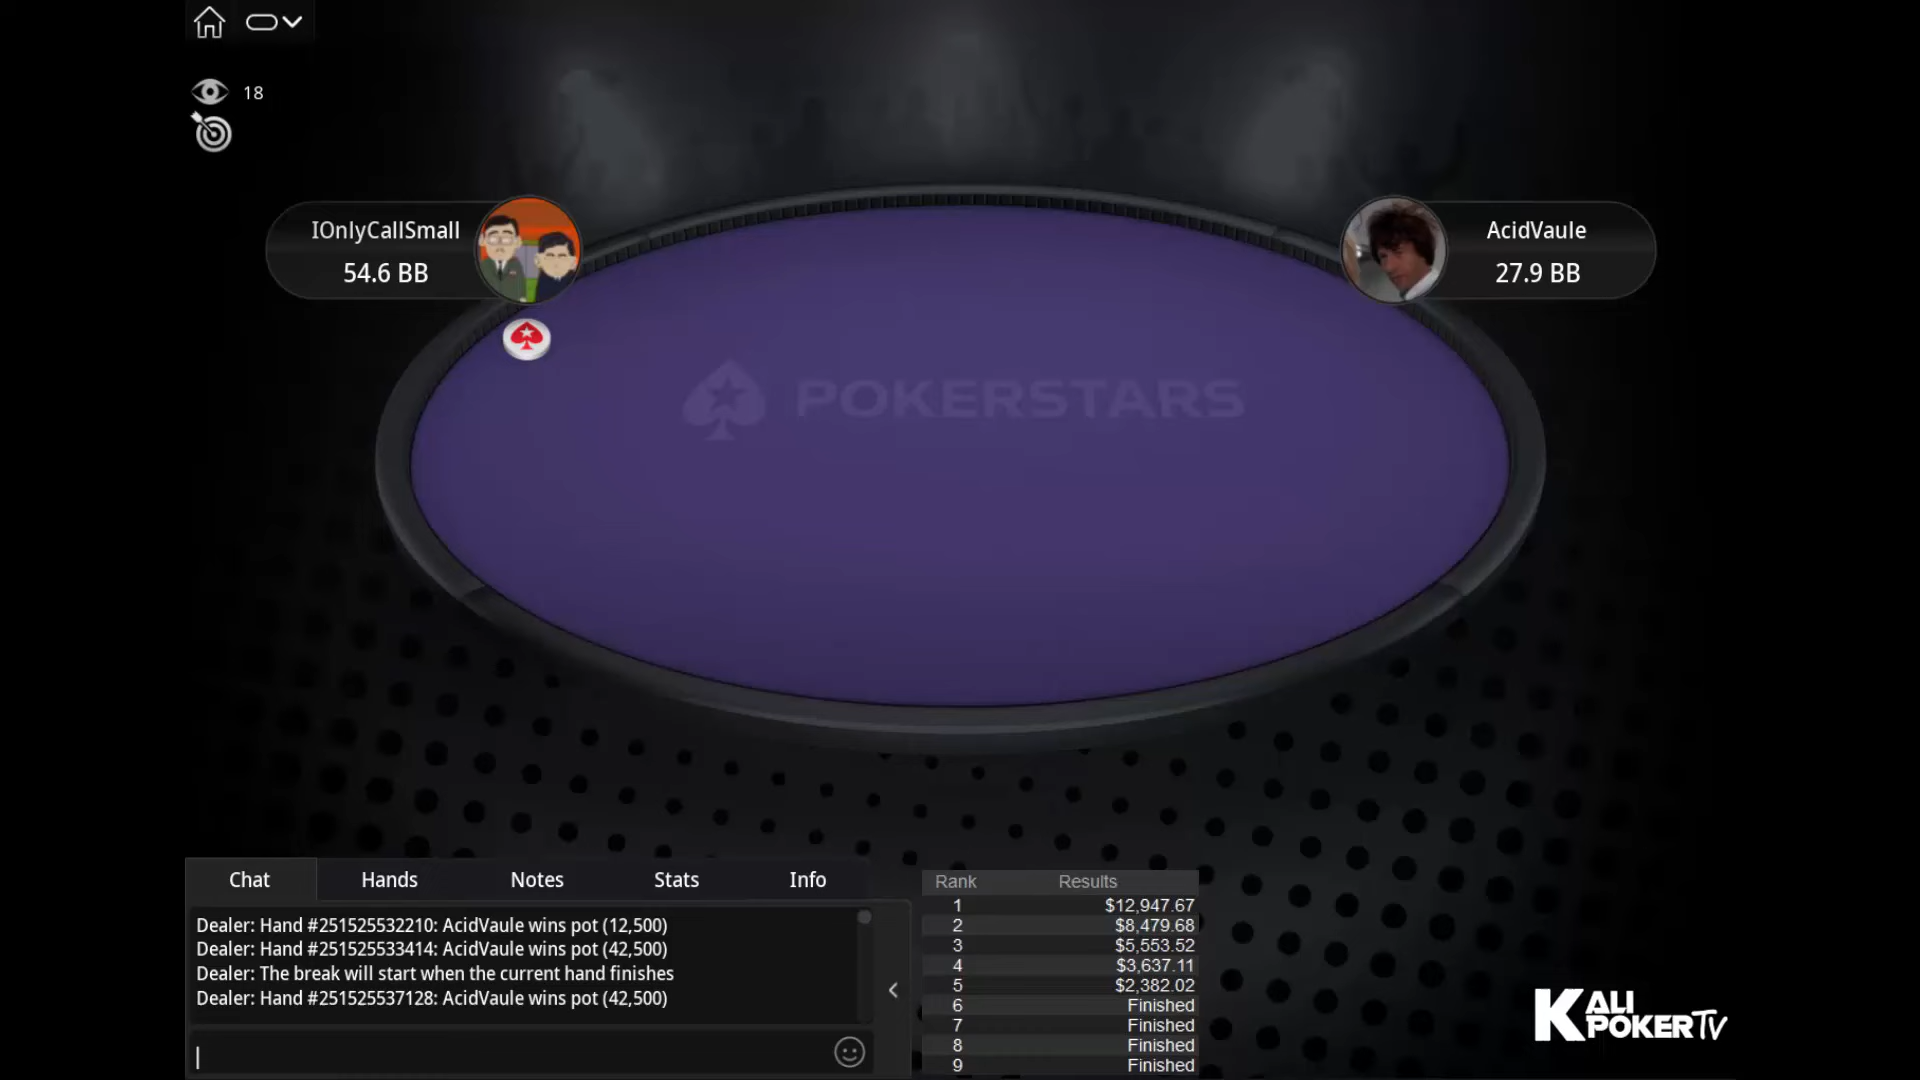 18
IOnlyCallSmall
54.6 BB
AcidVaule
27.9 BB
POKERSTARS
Chat Hands Notes Stats Info
Dealer: Hand #251525532210: AcidVaule wins pot (12,500)
Dealer: Hand #251525533414: AcidVaule wins pot (42,500)
Dealer: The break will start when the current hand finishes
Dealer: Hand #251525537128: AcidVaule wins pot (42,500)
Rank Results
1 $12,947.67
2 $8,479.68
3 $5,553.52
4 $3,637.11
5 $2,382.02
6 Finished
7 Finished
8 Finished
9 Finished
KALI
POKERTV